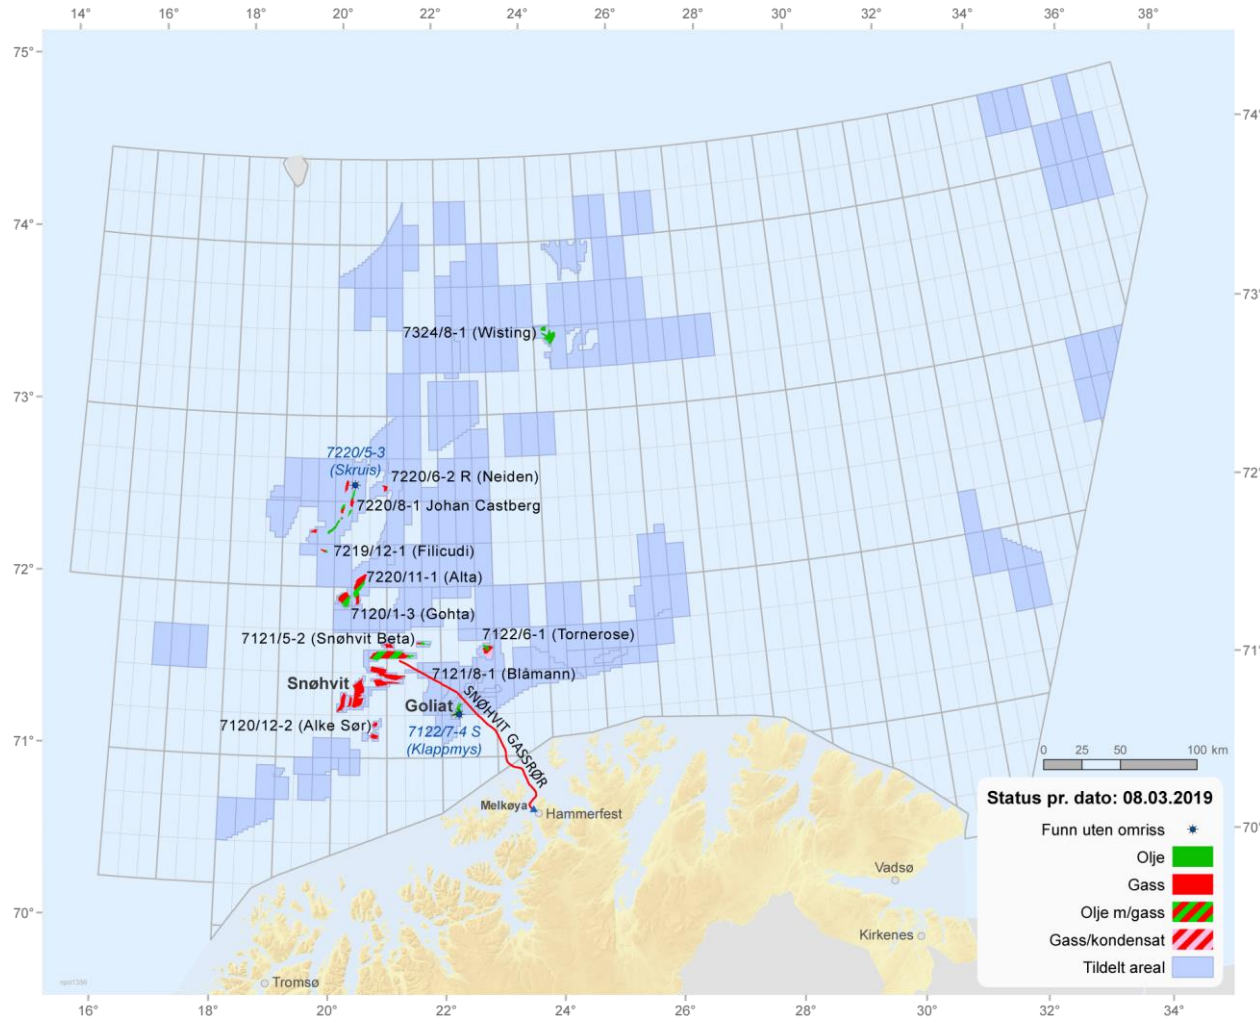 14° 16° 18° 20° 22° 24° 26° 28° 30° 32° 34° 36° 38°
75°
74°
74°
73°
7324/8-1 (Wisting)
73°
7220/5-3
(Skruis)
72°
7220/6-2 R (Neiden)
7220/8-1 Johan Castberg
7219/12-1 (Filicudi)
72°
7220/11-1 (Alta)
7120/1-3 (Gohta)
7121/5-2 (Snøhvit Beta)
7122/6-1 (Tornerose)
71°
7121/8-1 (Blåmann)
Snøhvit
Goliat
SNØHVIT GASSRØR
7120/12-2 (Alke Sør)
7122/7-4 S
(Klappmys)
71°
0 25 50 100 km
Melkøya
Hammerfest
70°
Vadsø
70°
Kirkenes
Tromsø
Status pr. dato: 08.03.2019
Funn uten omriss
Olje
Gass
Olje m/gass
Gass/kondensat
Tildelt areal
16° 18° 20° 22° 24° 26° 28° 30° 32° 34°